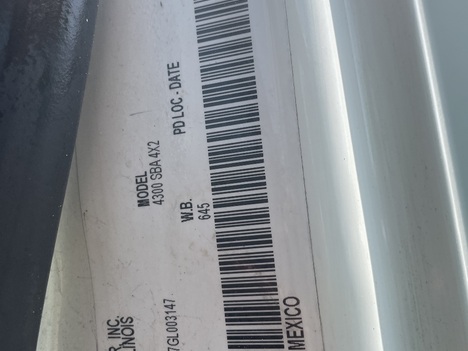 R, INC.
INOIS
MODEL
4300 SBA 4X2
7GL003147
W.B.
645
PD LOC. - DATE
MEXICO